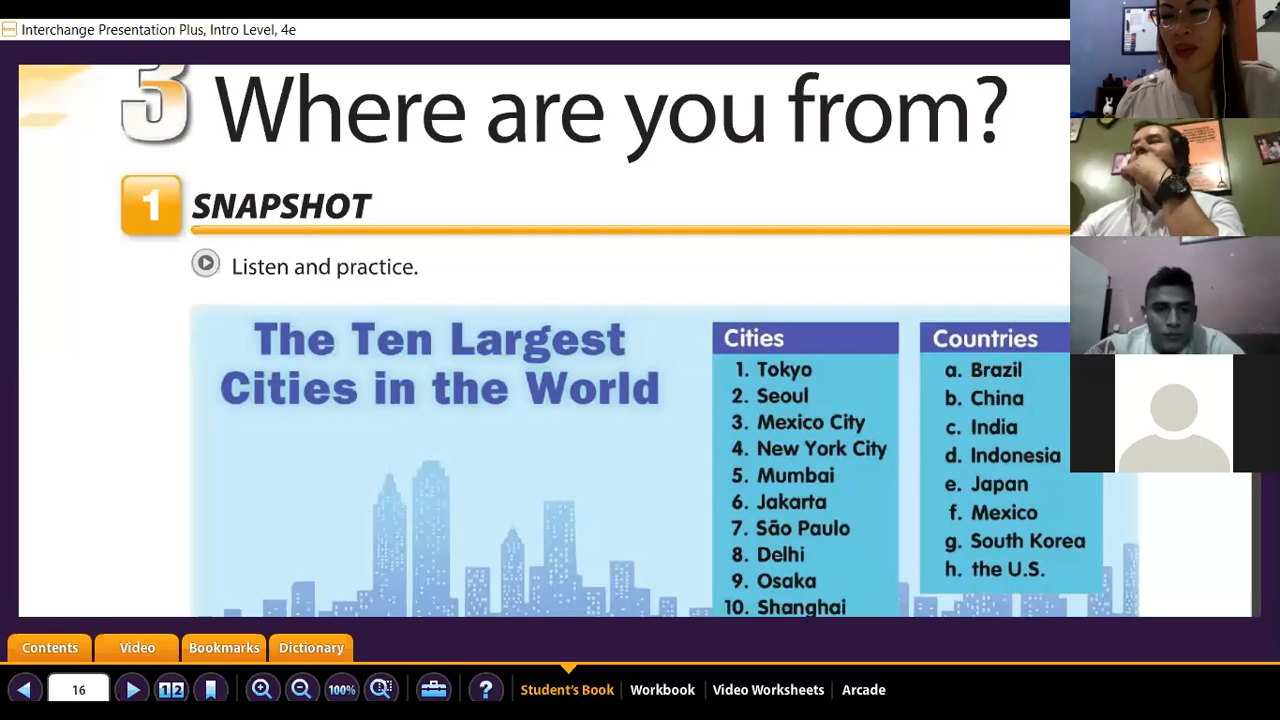 Interchange Presentation Plus, Intro Level, 4e
3 Where are you from?
1 SNAPSHOT
Listen and practice.
The Ten Largest
Cities in the World
Cities
1. Tokyo
2. Seoul
3. Mexico City
4. New York City
5. Mumbai
6. Jakarta
7. São Paulo
8. Delhi
9. Osaka
10. Shanghai
Countries
a. Brazil
b. China
c. India
d. Indonesia
e. Japan
f. Mexico
g. South Korea
h. the U.S.
Contents Video Bookmarks Dictionary
16 1 2 100% ? Student's Book Workbook Video Worksheets Arcade